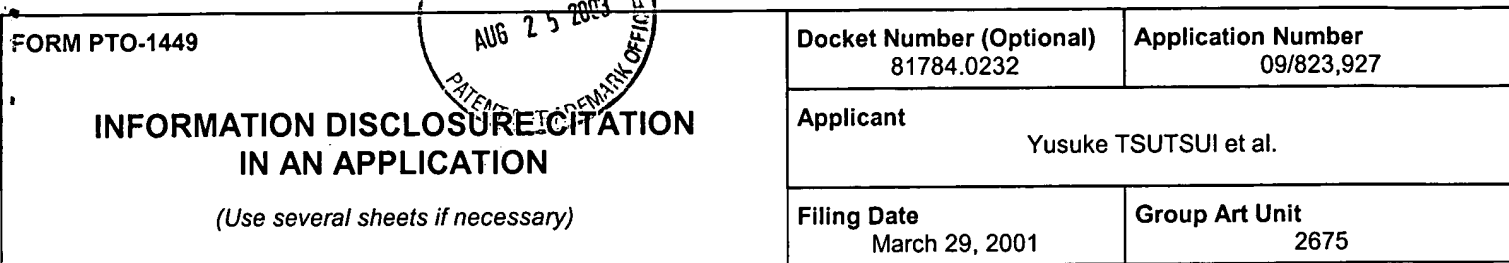 FORM PTO-1449
AUG 25 2003
PATENT & TRADEMARK OFFICE
INFORMATION DISCLOSURE CITATION
IN AN APPLICATION
(Use several sheets if necessary)
Docket Number (Optional)
81784.0232
Application Number
09/823,927
Applicant
Yusuke TSUTSUI et al.
Filing Date
March 29, 2001
Group Art Unit
2675